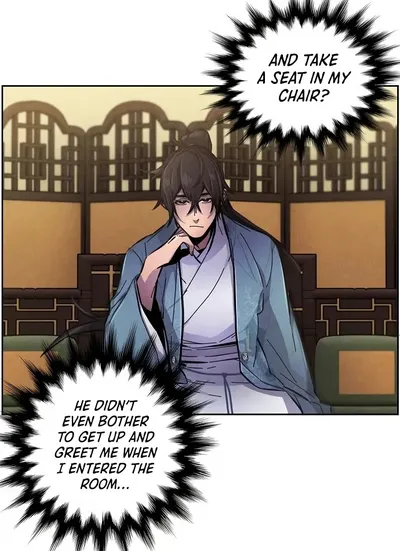 AND TAKE
A SEAT IN MY
CHAIR?
HE DIDN'T
EVEN BOTHER
TO GET UP AND
GREET ME WHEN
I ENTERED THE
ROOM...